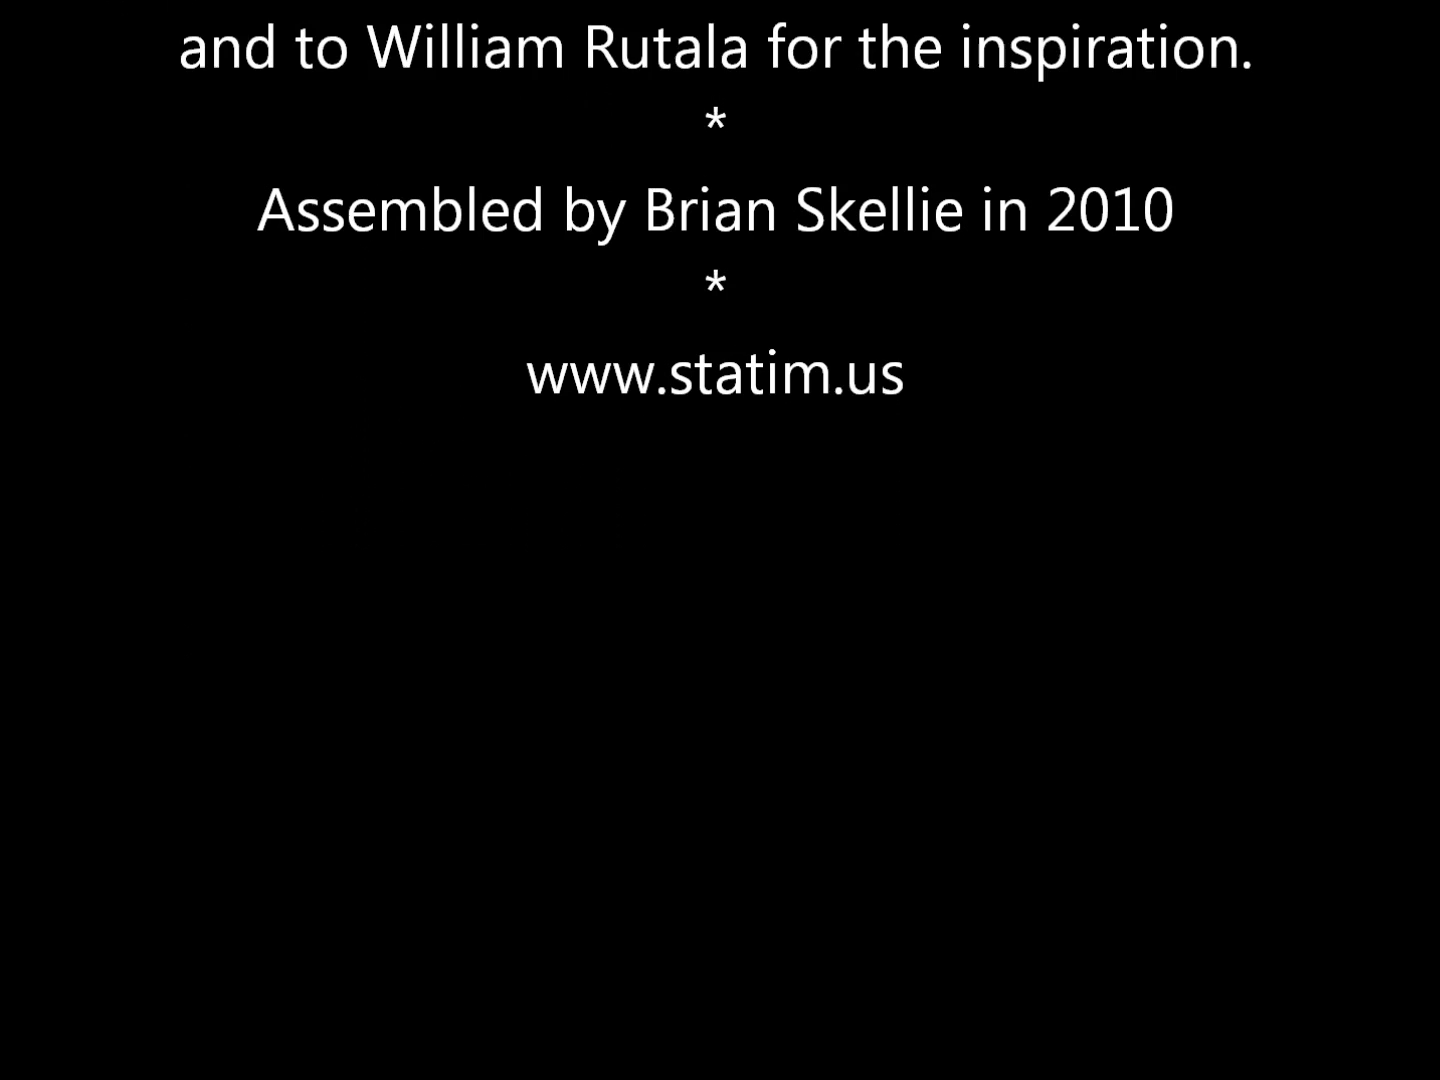 and to William Rutala for the inspiration.
*
Assembled by Brian Skellie in 2010
*
www.statim.us